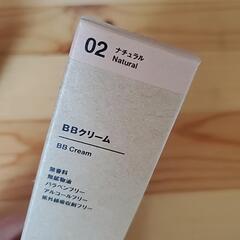 02 ナチュラル
Natural
BBクリーム
BB Cream
無香料
無鉱物油
パラベンフリー
アルコールフリー
紫外線吸収剤フリー